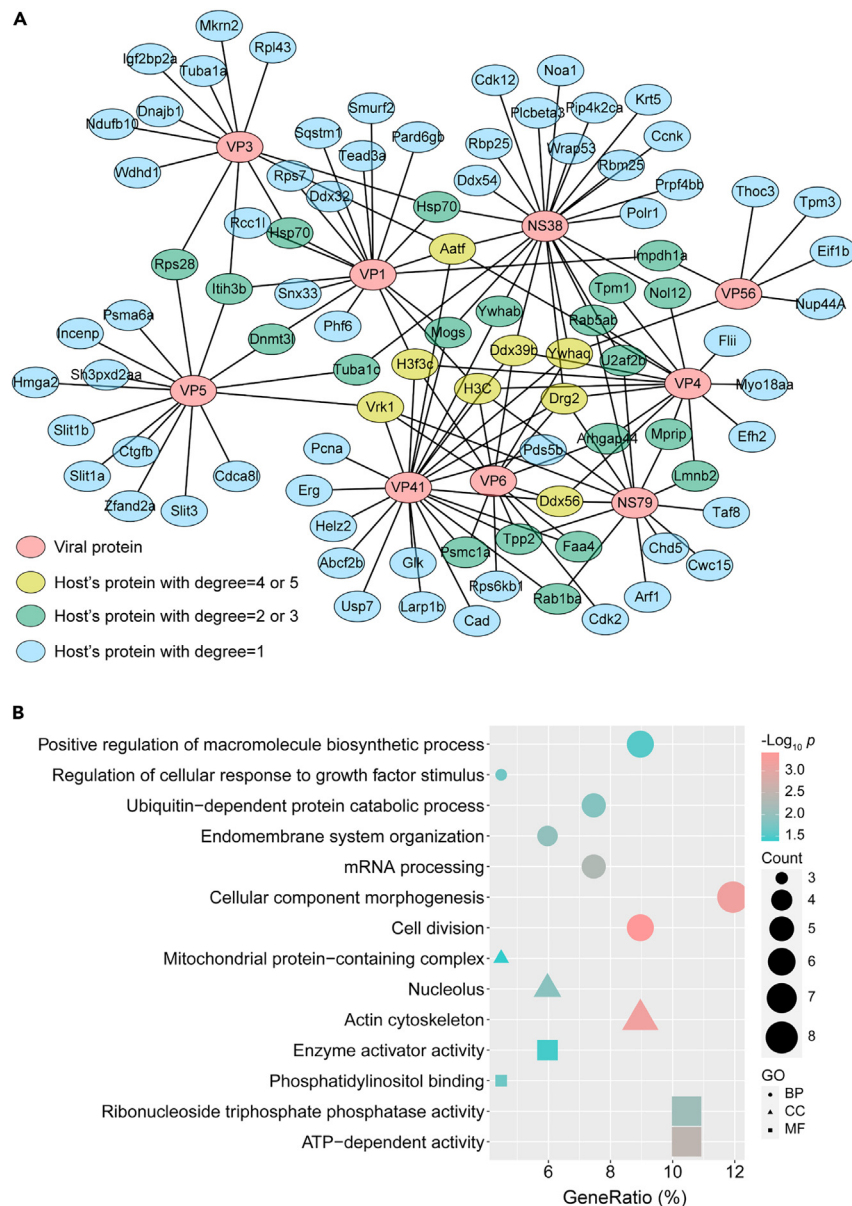 A
Mkrn2
Igf2bp2a
Rpl43
Tuba1a
Ndufb10
Dnajb1
VP3
Wdhd1
Smurf2
Sqstm1
Pard6gb
Tead3a
Rps7
Ddx32
Rcc1l
Hsp70
Hsp70
Aatf
Rps28
Itih3b
VP1
Snx33
Phf6
Dnmt3l
Noa1
Cdk12
Plcbeta3
Pip4k2ca
Krt5
Rbp25
Wrap53
Ccnk
Ddx54
Rbm25
Prpf4bb
NS38
Polr1
Thoc3
Tpm3
Impdh1a
Eif1b
VP56
Nup44A
Tpm1
Nol12
Ywhab
Rab5ab
Mogs
Ddx39b
Ywhaq
U2af2b
Flii
H3f3c
H3C
Drg2
VP4
Myo18aa
Efh2
Tuba1c
Vrk1
Psma6a
Incenp
Hmga2
Sh3pxd2aa
VP5
Slit1b
Ctgfb
Slit1a
Cdca8l
Zfand2a
Slit3
Arhgap44
Mprip
Lmnb2
Pcna
Pds5b
Erg
VP41
VP6
Ddx56
NS79
Taf8
Helz2
Abcf2b
Glk
Psmc1a
Tpp2
Faa4
Chd5
Cwc15
Usp7
Larp1b
Rps6kb1
Rab1ba
Arf1
Cad
Cdk2
Viral protein
Host's protein with degree=4 or 5
Host's protein with degree=2 or 3
Host's protein with degree=1
B
Positive regulation of macromolecule biosynthetic process
Regulation of cellular response to growth factor stimulus
Ubiquitin−dependent protein catabolic process
Endomembrane system organization
mRNA processing
Cellular component morphogenesis
Cell division
Mitochondrial protein−containing complex
Nucleolus
Actin cytoskeleton
Enzyme activator activity
Phosphatidylinositol binding
Ribonucleoside triphosphate phosphatase activity
ATP−dependent activity
6 8 10 12
GeneRatio (%)
-Log10 p
3.0
2.5
2.0
1.5
Count
3
4
5
6
7
8
GO
BP
CC
MF